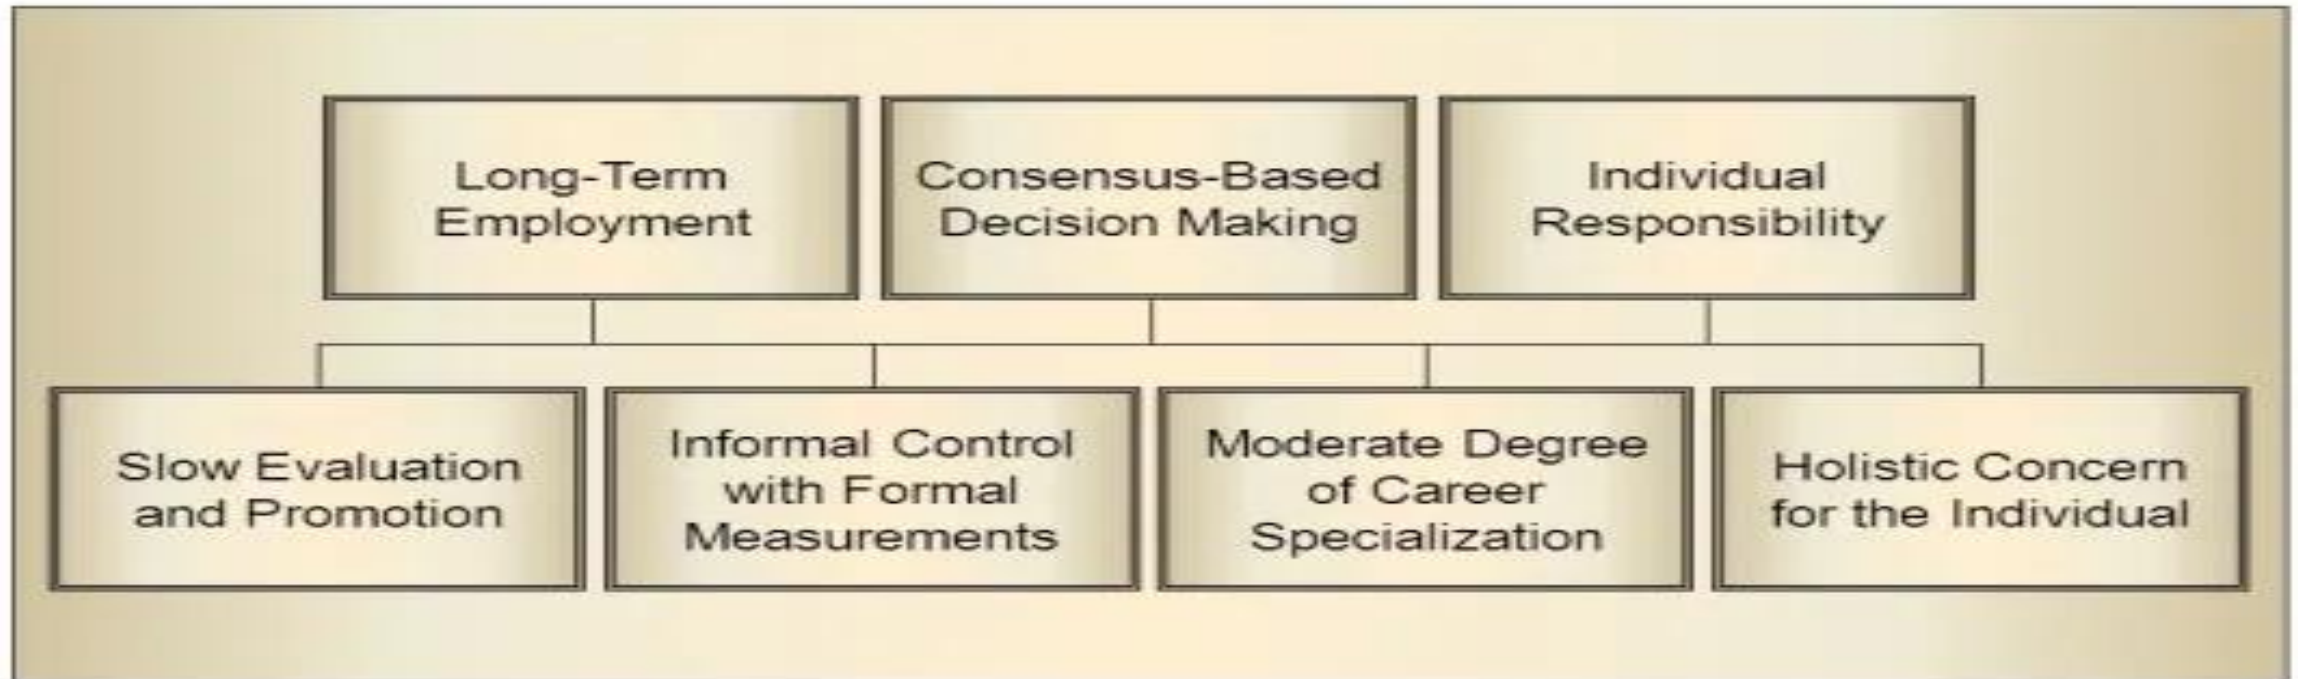 Long-Term
Employment
Consensus-Based
Decision Making
Individual
Responsibility
Slow Evaluation
and Promotion
Informal Control
with Formal
Measurements
Moderate Degree
of Career
Specialization
Holistic Concern
for the Individual